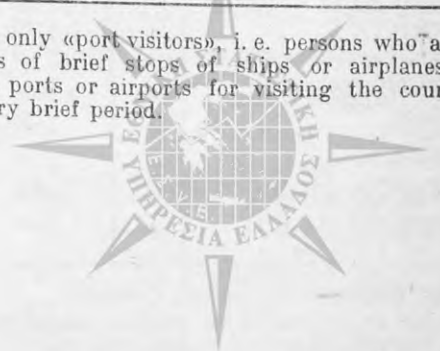 only «port visitors», i. e. persons who a
s of brief stops of ships or airplanes
ports or airports for visiting the cour
ry brief period.
Ε.Σ.Υ.Ε.
ΥΠΗΡΕΣΙΑ ΕΛΛΑΔΟΣ